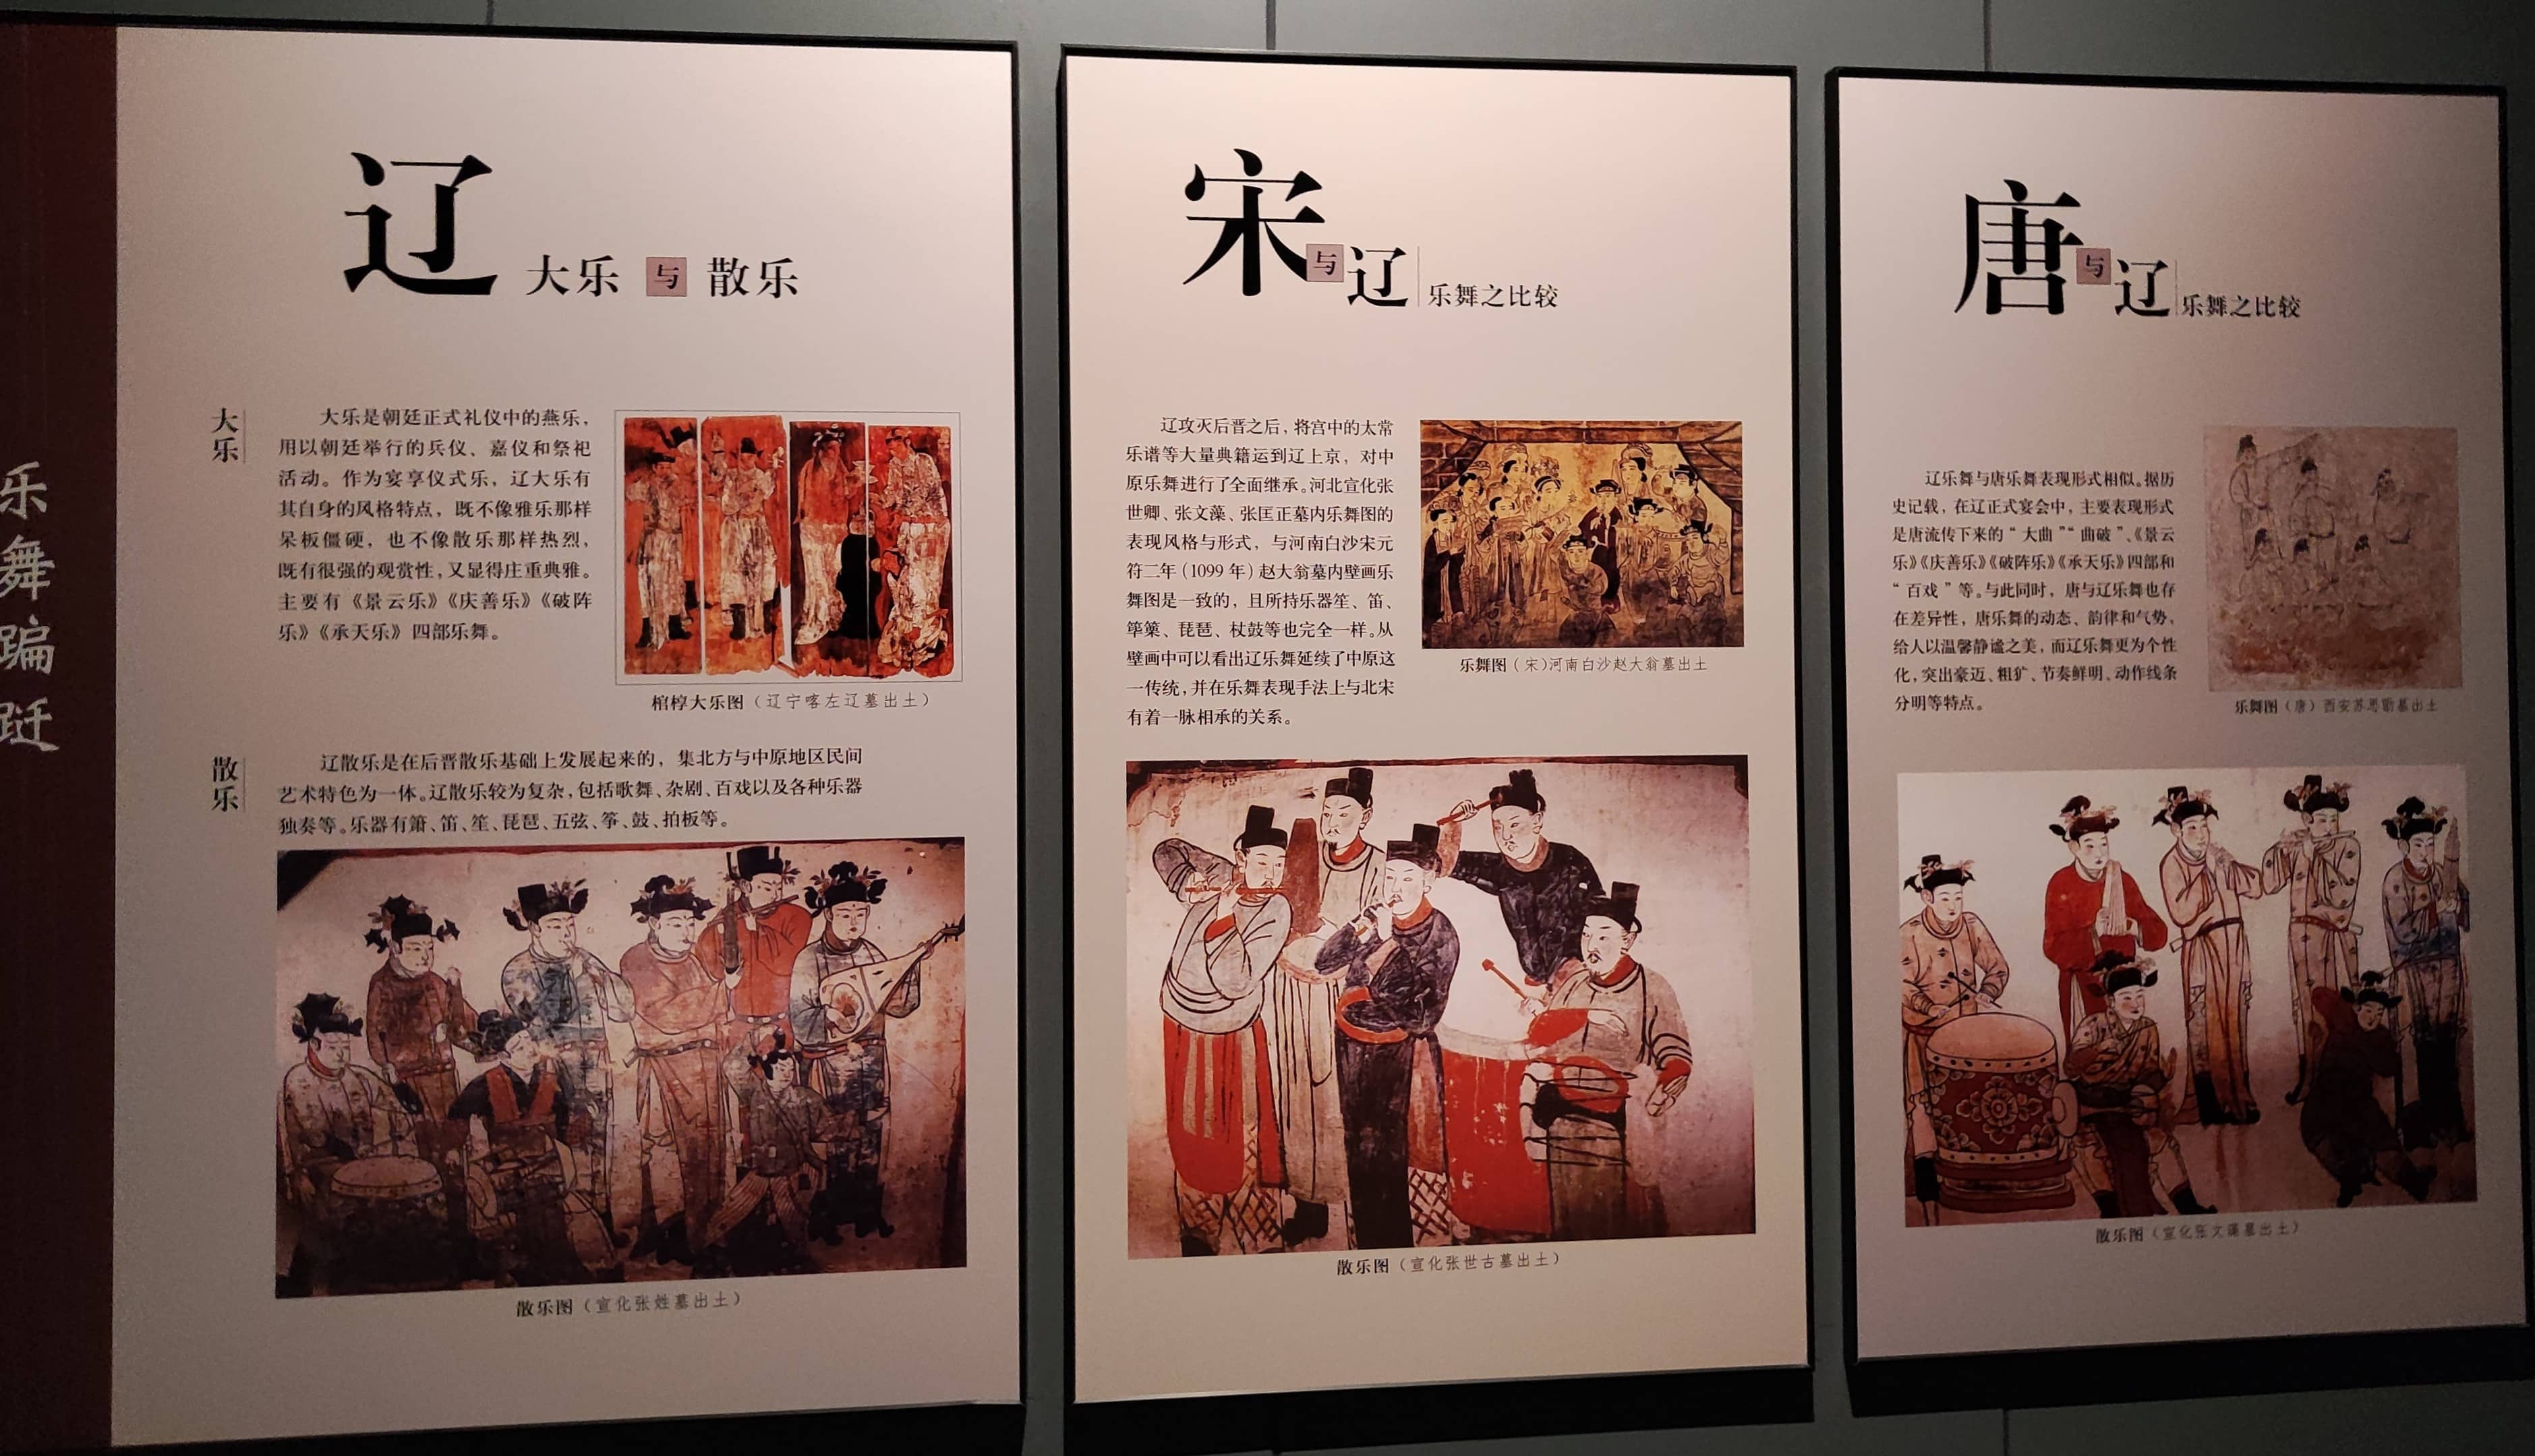 乐舞蹁跹
辽 大乐 与 散乐
大乐
大乐是朝廷正式礼仪中的燕乐，
用以朝廷举行的兵仪、嘉仪和祭祀
活动。作为宴享仪式乐，辽大乐有
其自身的风格特点，既不像雅乐那样
呆板僵硬，也不像散乐那样热烈，
既有很强的观赏性，又显得庄重典雅。
主要有《景云乐》《庆善乐》《破阵
乐》《承天乐》四部乐舞。
棺椁大乐图（辽宁喀左辽墓出土）
散乐
辽散乐是在后晋散乐基础上发展起来的，集北方与中原地区民间
艺术特色为一体。辽散乐较为复杂，包括歌舞、杂剧、百戏以及各种乐器
独奏等。乐器有箫、笛、笙、琵琶、五弦、筝、鼓、拍板等。
散乐图（宣化张姓墓出土）
宋与辽 乐舞之比较
辽攻灭后晋之后，将宫中的太常
乐谱等大量典籍运到辽上京，对中
原乐舞进行了全面继承。河北宣化张
世卿、张文藻、张匡正墓内乐舞图的
表现风格与形式，与河南白沙宋元
符二年（1099年）赵大翁墓内壁画乐
舞图是一致的，且所持乐器笙、笛、
筚篥、琵琶、杖鼓等也完全一样。从
壁画中可以看出辽乐舞延续了中原这
一传统，并在乐舞表现手法上与北宋
有着一脉相承的关系。
乐舞图（宋）河南白沙赵大翁墓出土
散乐图（宣化张世古墓出土）
唐与辽 乐舞之比较
辽乐舞与唐乐舞表现形式相似。据历
史记载，在辽正式宴会中，主要表现形式
是唐流传下来的“大曲”“曲破”、《景云
乐》《庆善乐》《破阵乐》《承天乐》四部和
“百戏”等。与此同时，唐与辽乐舞也存
在差异性，唐乐舞的动态、韵律和气势，
给人以温馨静谧之美，而辽乐舞更为个性
化，突出豪迈、粗犷、节奏鲜明、动作线条
分明等特点。
乐舞图（唐）西安苏思勖墓出土
散乐图（宣化张文藻墓出土）